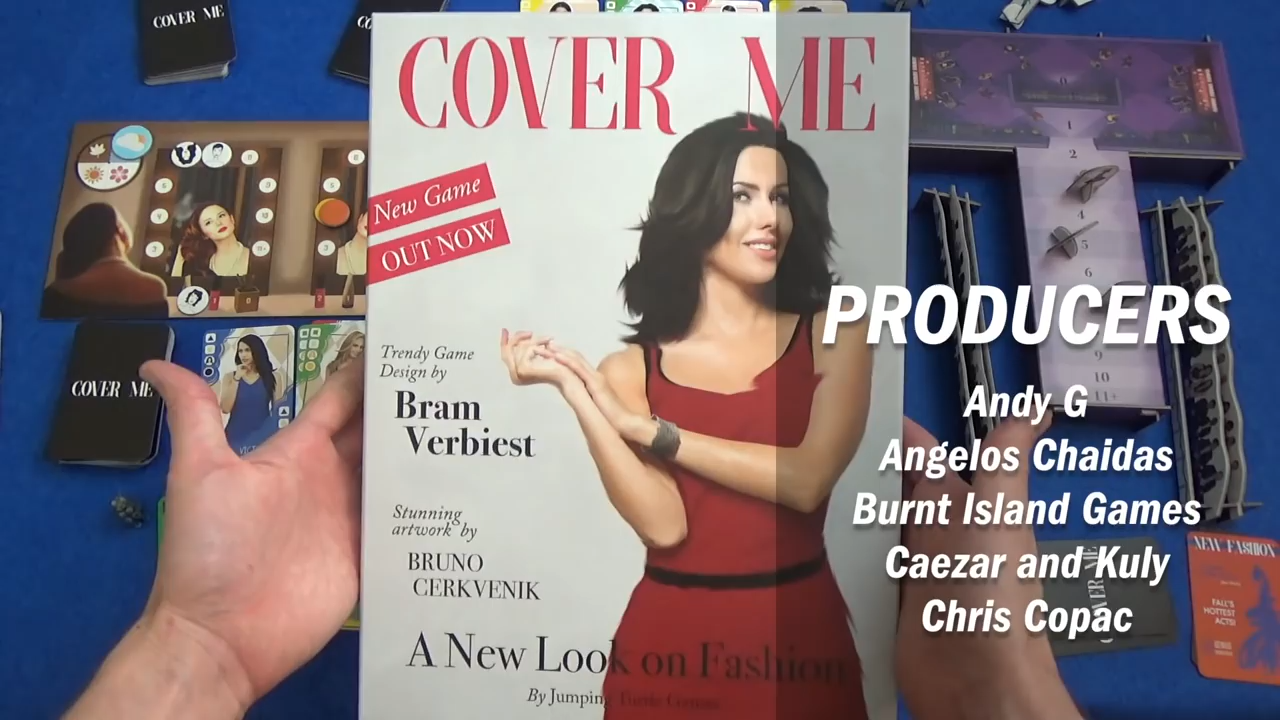 COVER ME
COVER ME
New Game
OUT NOW
Trendy Game
Design by
Bram
Verbiest
Stunning
artwork by
BRUNO
CERKVENIK
A New Look on Fashion
By Jumping Turtle Games
COVER ME
PRODUCERS
Andy G
Angelos Chaidas
Burnt Island Games
Caezar and Kuly
Chris Copac
1
2
4
5
6
9
10
11+
COVER ME
NEW FASHION
FALL'S
HOTTEST
ACTS!